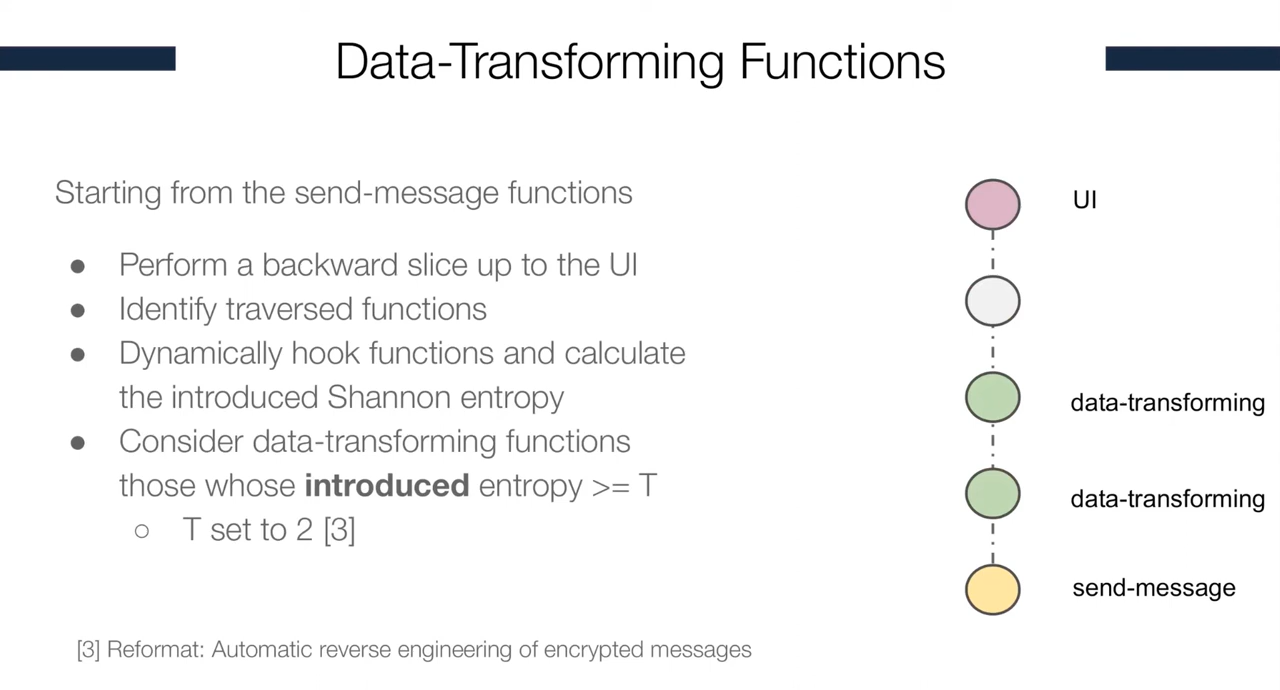 Data-Transforming Functions
Starting from the send-message functions
● Perform a backward slice up to the UI
● Identify traversed functions
● Dynamically hook functions and calculate
the introduced Shannon entropy
● Consider data-transforming functions
those whose introduced entropy >= T
○ T set to 2 [3]
[3] Reformat: Automatic reverse engineering of encrypted messages
UI
data-transforming
data-transforming
send-message